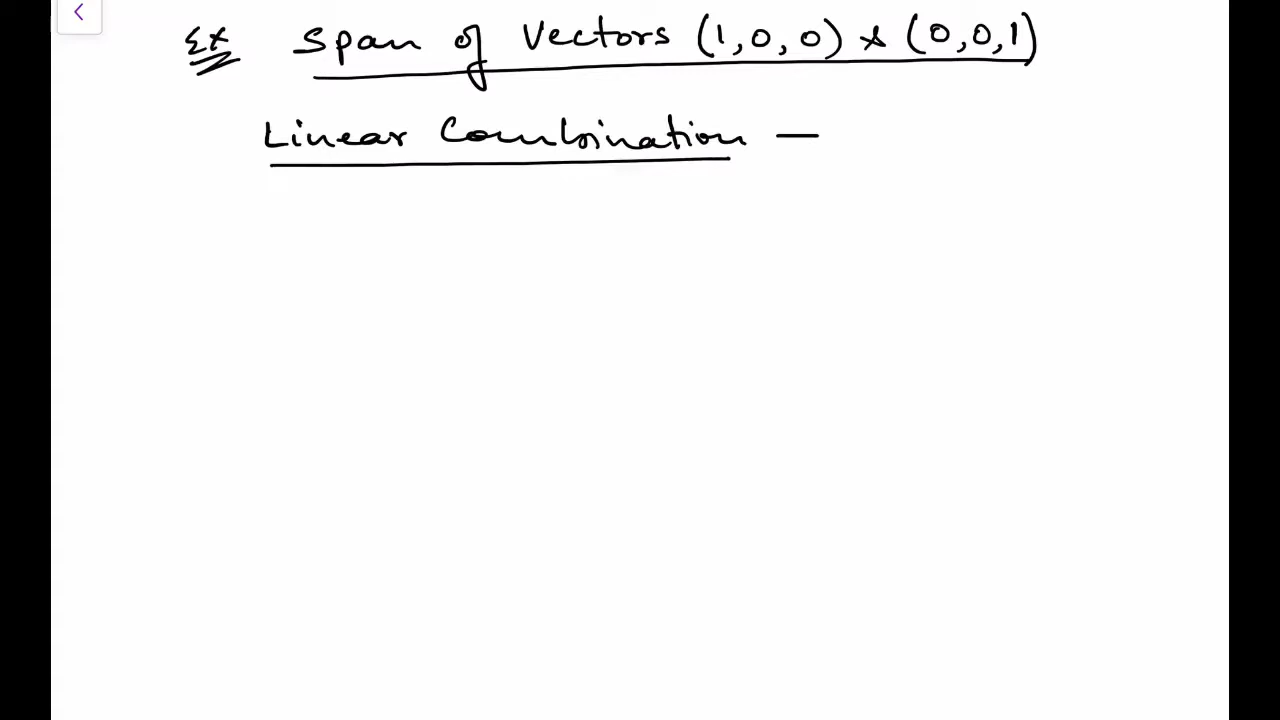 Ex Span of Vectors (1,0,0) & (0,0,1)
Linear Combination —